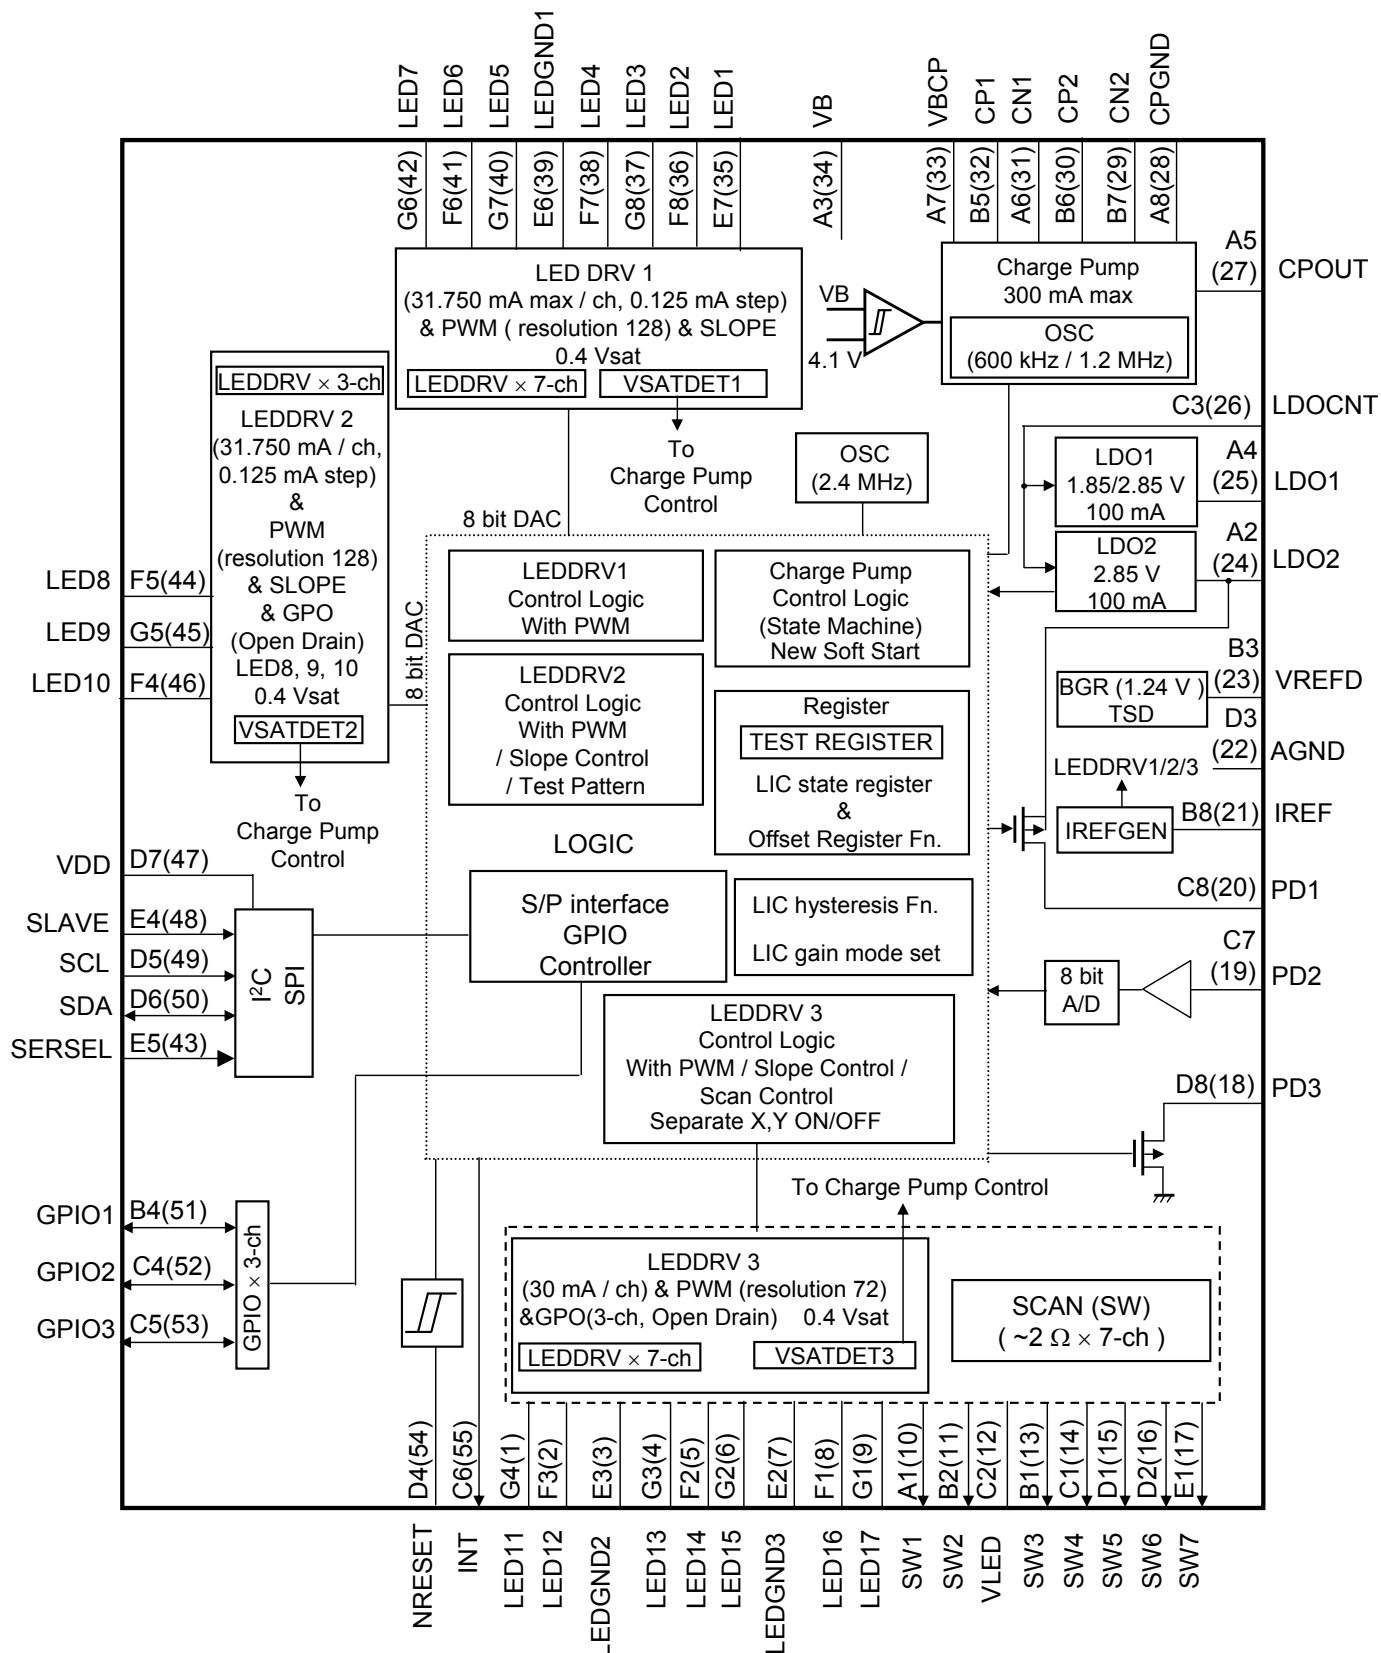 LED7
LED6
LED5
LEDGND1
LED4
LED3
LED2
LED1
VB
VBCP
CP1
CN1
CP2
CN2
CPGND
G6(42)
F6(41)
G7(40)
E6(39)
F7(38)
G8(37)
F8(36)
E7(35)
A3(34)
A7(33)
B5(32)
A6(31)
B6(30)
B7(29)
A8(28)
LED DRV 1
(31.750 mA max / ch, 0.125 mA step)
& PWM ( resolution 128) & SLOPE
0.4 Vsat
LEDDRV × 7-ch
VSATDET1
To
Charge Pump
Control
VB
4.1 V
Charge Pump
300 mA max
OSC
(600 kHz / 1.2 MHz)
A5
(27)
CPOUT
C3(26)
LDOCNT
LDO1
1.85/2.85 V
100 mA
A4
(25)
LDO1
LDO2
2.85 V
100 mA
A2
(24)
LDO2
BGR (1.24 V )
TSD
B3
(23)
VREFD
D3
(22)
AGND
LEDDRV1/2/3
IREFGEN
B8(21)
IREF
C8(20)
PD1
8 bit
A/D
C7
(19)
PD2
D8(18)
PD3
LEDDRV × 3-ch
LEDDRV 2
(31.750 mA / ch,
0.125 mA step)
&
PWM
(resolution 128)
& SLOPE
& GPO
(Open Drain)
LED8, 9, 10
0.4 Vsat
VSATDET2
To
Charge Pump
Control
LED8
F5(44)
LED9
G5(45)
LED10
F4(46)
8 bit DAC
8 bit DAC
OSC
(2.4 MHz)
LEDDRV1
Control Logic
With PWM
Charge Pump
Control Logic
(State Machine)
New Soft Start
LEDDRV2
Control Logic
With PWM
/ Slope Control
/ Test Pattern
Register
TEST REGISTER
LIC state register
&
Offset Register Fn.
LOGIC
S/P interface
GPIO
Controller
LIC hysteresis Fn.
LIC gain mode set
LEDDRV 3
Control Logic
With PWM / Slope Control /
Scan Control
Separate X,Y ON/OFF
VDD
D7(47)
SLAVE
E4(48)
SCL
D5(49)
SDA
D6(50)
SERSEL
E5(43)
I²C
SPI
GPIO1
B4(51)
GPIO2
C4(52)
GPIO3
C5(53)
GPIO × 3-ch
To Charge Pump Control
LEDDRV 3
(30 mA / ch) & PWM (resolution 72)
&GPO(3-ch, Open Drain) 0.4 Vsat
LEDDRV × 7-ch
VSATDET3
SCAN (SW)
( ~2 Ω × 7-ch )
D4(54)
C6(55)
G4(1)
F3(2)
E3(3)
G3(4)
F2(5)
G2(6)
E2(7)
F1(8)
G1(9)
A1(10)
B2(11)
C2(12)
B1(13)
C1(14)
D1(15)
D2(16)
E1(17)
NRESET
INT
LED11
LED12
LEDGND2
LED13
LED14
LED15
LEDGND3
LED16
LED17
SW1
SW2
VLED
SW3
SW4
SW5
SW6
SW7